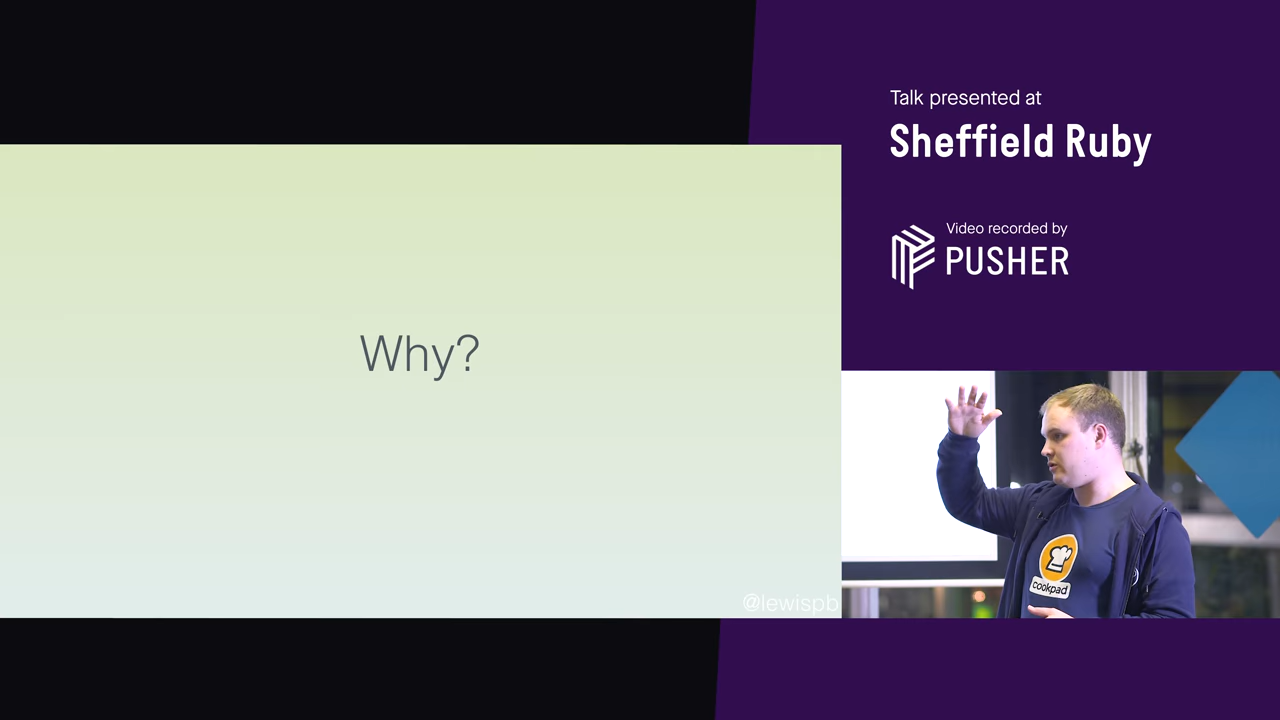 Talk presented at
Sheffield Ruby
Video recorded by
PUSHER
Why?
@lewispb
cookpad